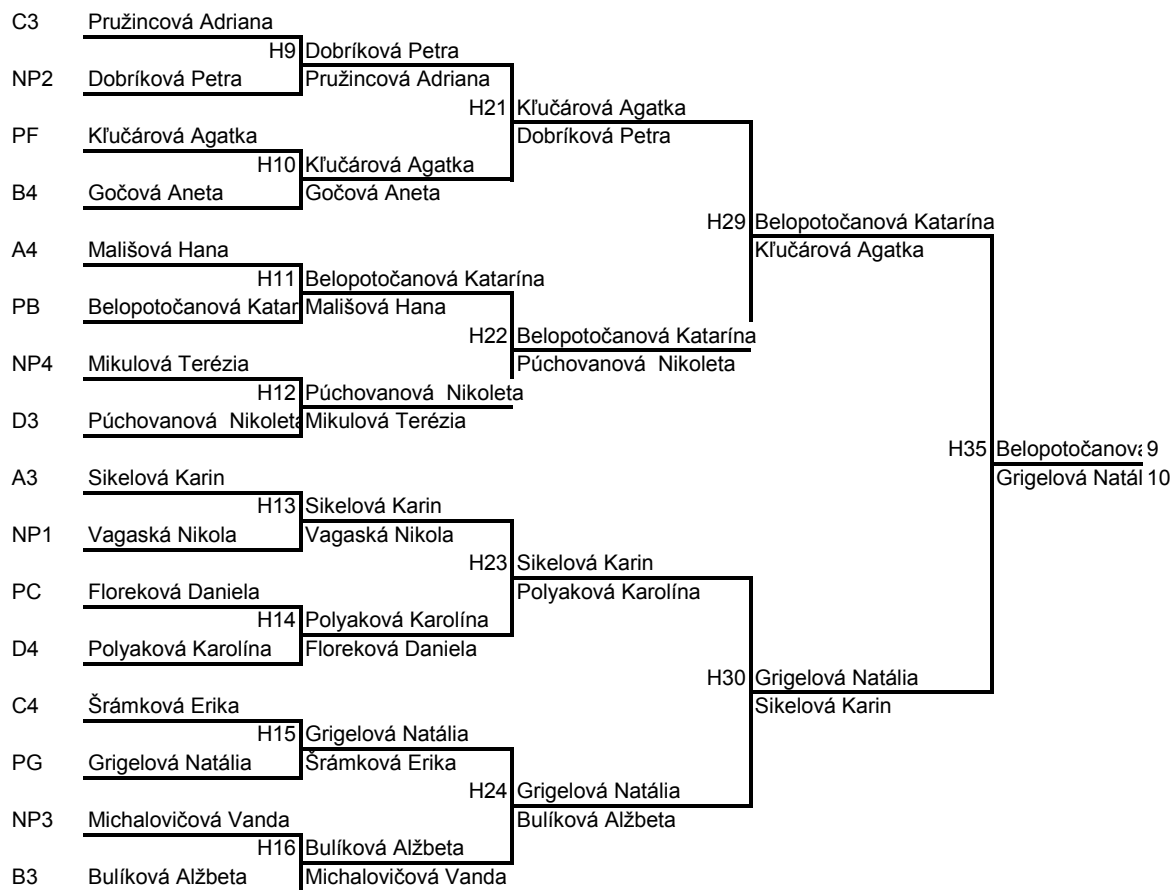 C3 Pružincová Adriana
H9 Dobríková Petra
NP2 Dobríková Petra Pružincová Adriana
H21 Kľučárová Agatka
PF Kľučárová Agatka Dobríková Petra
H10 Kľučárová Agatka
B4 Gočová Aneta Gočová Aneta
H29 Belopotočanová Katarína
A4 Mališová Hana Kľučárová Agatka
H11 Belopotočanová Katarína
PB Belopotočanová Katar Mališová Hana
H22 Belopotočanová Katarína
NP4 Mikulová Terézia Púchovanová Nikoleta
H12 Púchovanová Nikoleta
D3 Púchovanová Nikoleta Mikulová Terézia
H35 Belopotočanova 9
A3 Sikelová Karin Grigelová Natál 10
H13 Sikelová Karin
NP1 Vagaská Nikola Vagaská Nikola
H23 Sikelová Karin
PC Floreková Daniela Polyaková Karolína
H14 Polyaková Karolína
D4 Polyaková Karolína Floreková Daniela
H30 Grigelová Natália
C4 Šrámková Erika Sikelová Karin
H15 Grigelová Natália
PG Grigelová Natália Šrámková Erika
H24 Grigelová Natália
NP3 Michalovičová Vanda Bulíková Alžbeta
H16 Bulíková Alžbeta
B3 Bulíková Alžbeta Michalovičová Vanda